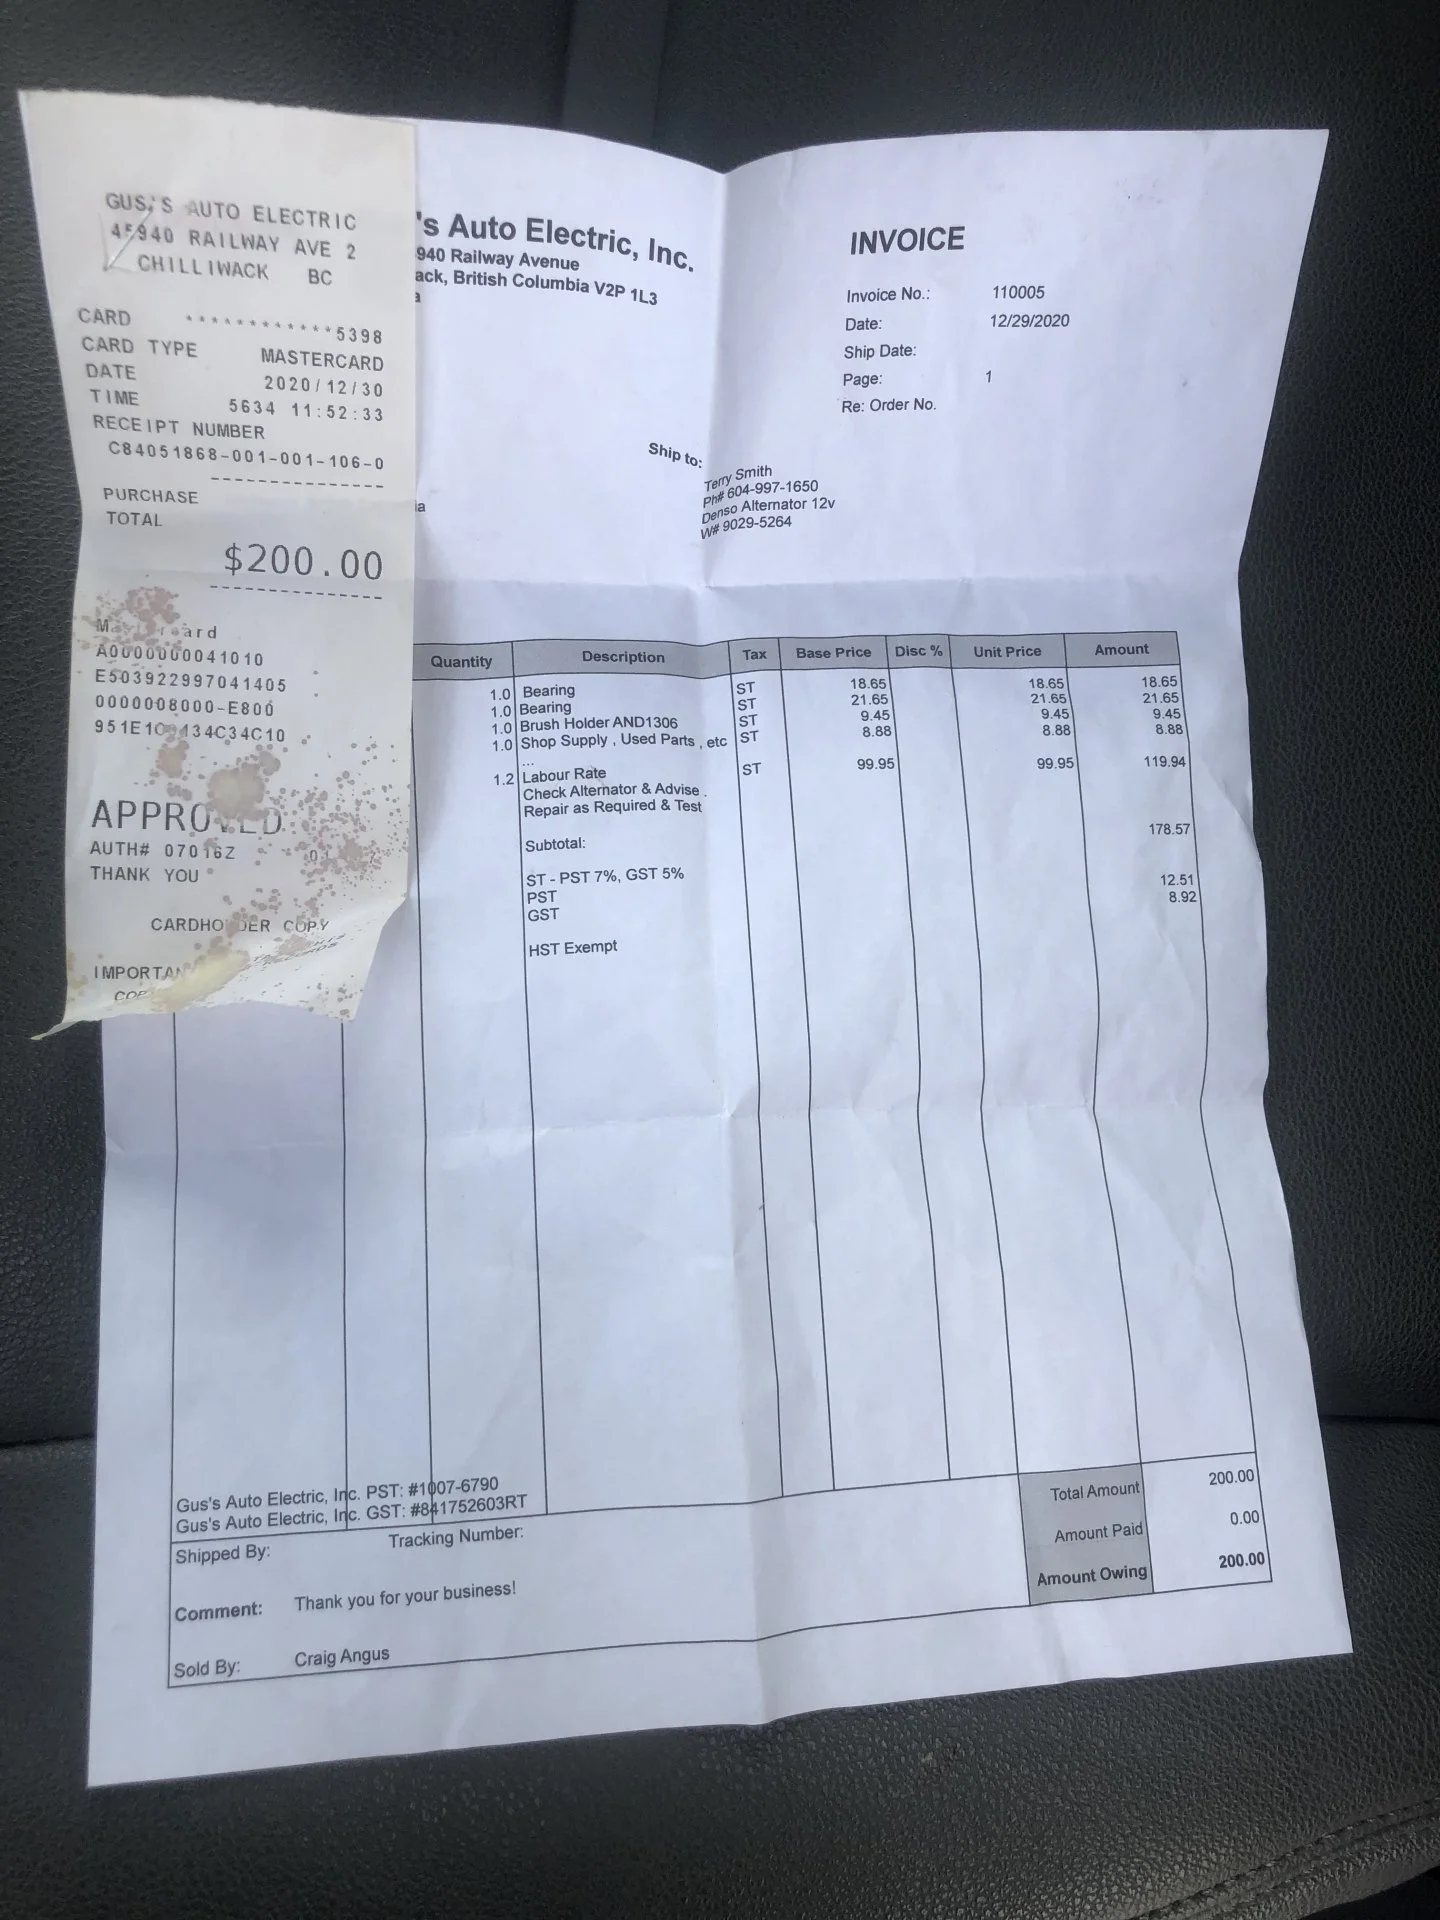 GUS.'S AUTO ELECTRIC
45940 RAILWAY AVE 2
CHILLIWACK BC
CARD ************5398
CARD TYPE MASTERCARD
DATE 2020/12/30
TIME 5634 11:52:33
RECEIPT NUMBER
C84051868-001-001-106-0
PURCHASE
TOTAL
$200.00
A0000000041010
E503922997041405
0000008000-E800
APPROVED
AUTH# 07016Z
THANK YOU
CARDHOLDER COPY
's Auto Electric, Inc.
940 Railway Avenue
ack, British Columbia V2P 1L3
a
INVOICE
Invoice No.: 110005
Date: 12/29/2020
Ship Date:
Page: 1
Re: Order No.
ia
Ship to:
Terry Smith
Ph# 604-997-1650
Denso Alternator 12v
W# 9029-5264
Quantity Description Tax Base Price Disc % Unit Price Amount
1.0 Bearing ST 18.65 18.65 18.65
1.0 Bearing ST 21.65 21.65 21.65
1.0 Brush Holder AND1306 ST 9.45 9.45 9.45
1.0 Shop Supply , Used Parts , etc ST 8.88 8.88 8.88
...
1.2 Labour Rate ST 99.95 99.95 119.94
Check Alternator & Advise .
Repair as Required & Test
Subtotal: 178.57
ST - PST 7%, GST 5%
PST 12.51
GST 8.92
HST Exempt
Gus's Auto Electric, Inc. PST: #1007-6790
Gus's Auto Electric, Inc. GST: #841752603RT
Shipped By: Tracking Number:
Comment: Thank you for your business!
Sold By: Craig Angus
Total Amount 200.00
Amount Paid 0.00
Amount Owing 200.00